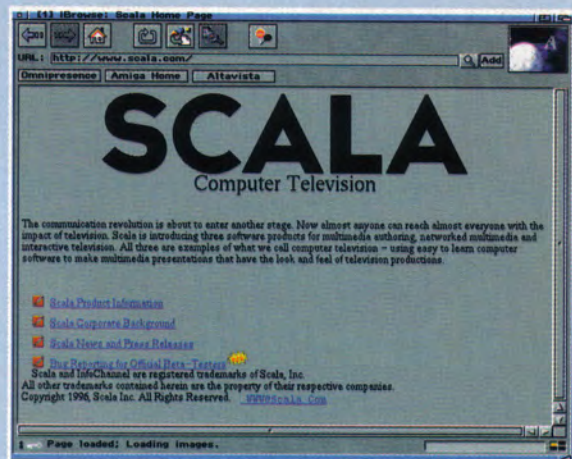 [1] IBrowse: Scala Home Page
URL: http://www.scala.com/
Add
Omnipresence Amiga Home Altavista
SCALA
Computer Television
The communication revolution is about to enter another stage. Now almost anyone can reach almost everyone with the
impact of television. Scala is introducing three software products for multimedia authoring, networked multimedia and
interactive television. All three are examples of what we call computer television - using easy to learn computer
software to make multimedia presentations that have the look and feel of television productions.
Scala Product Information
Scala Corporate Background
Scala News and Press Releases
Bug Reporting for Official Beta-Testers
Scala and InfoChannel are registered trademarks of Scala, Inc.
All other trademarks contained herein are the property of their respective companies.
Copyright 1996, Scala Inc. All Rights Reserved. WWW@Scala.Com
Page loaded; Loading images.